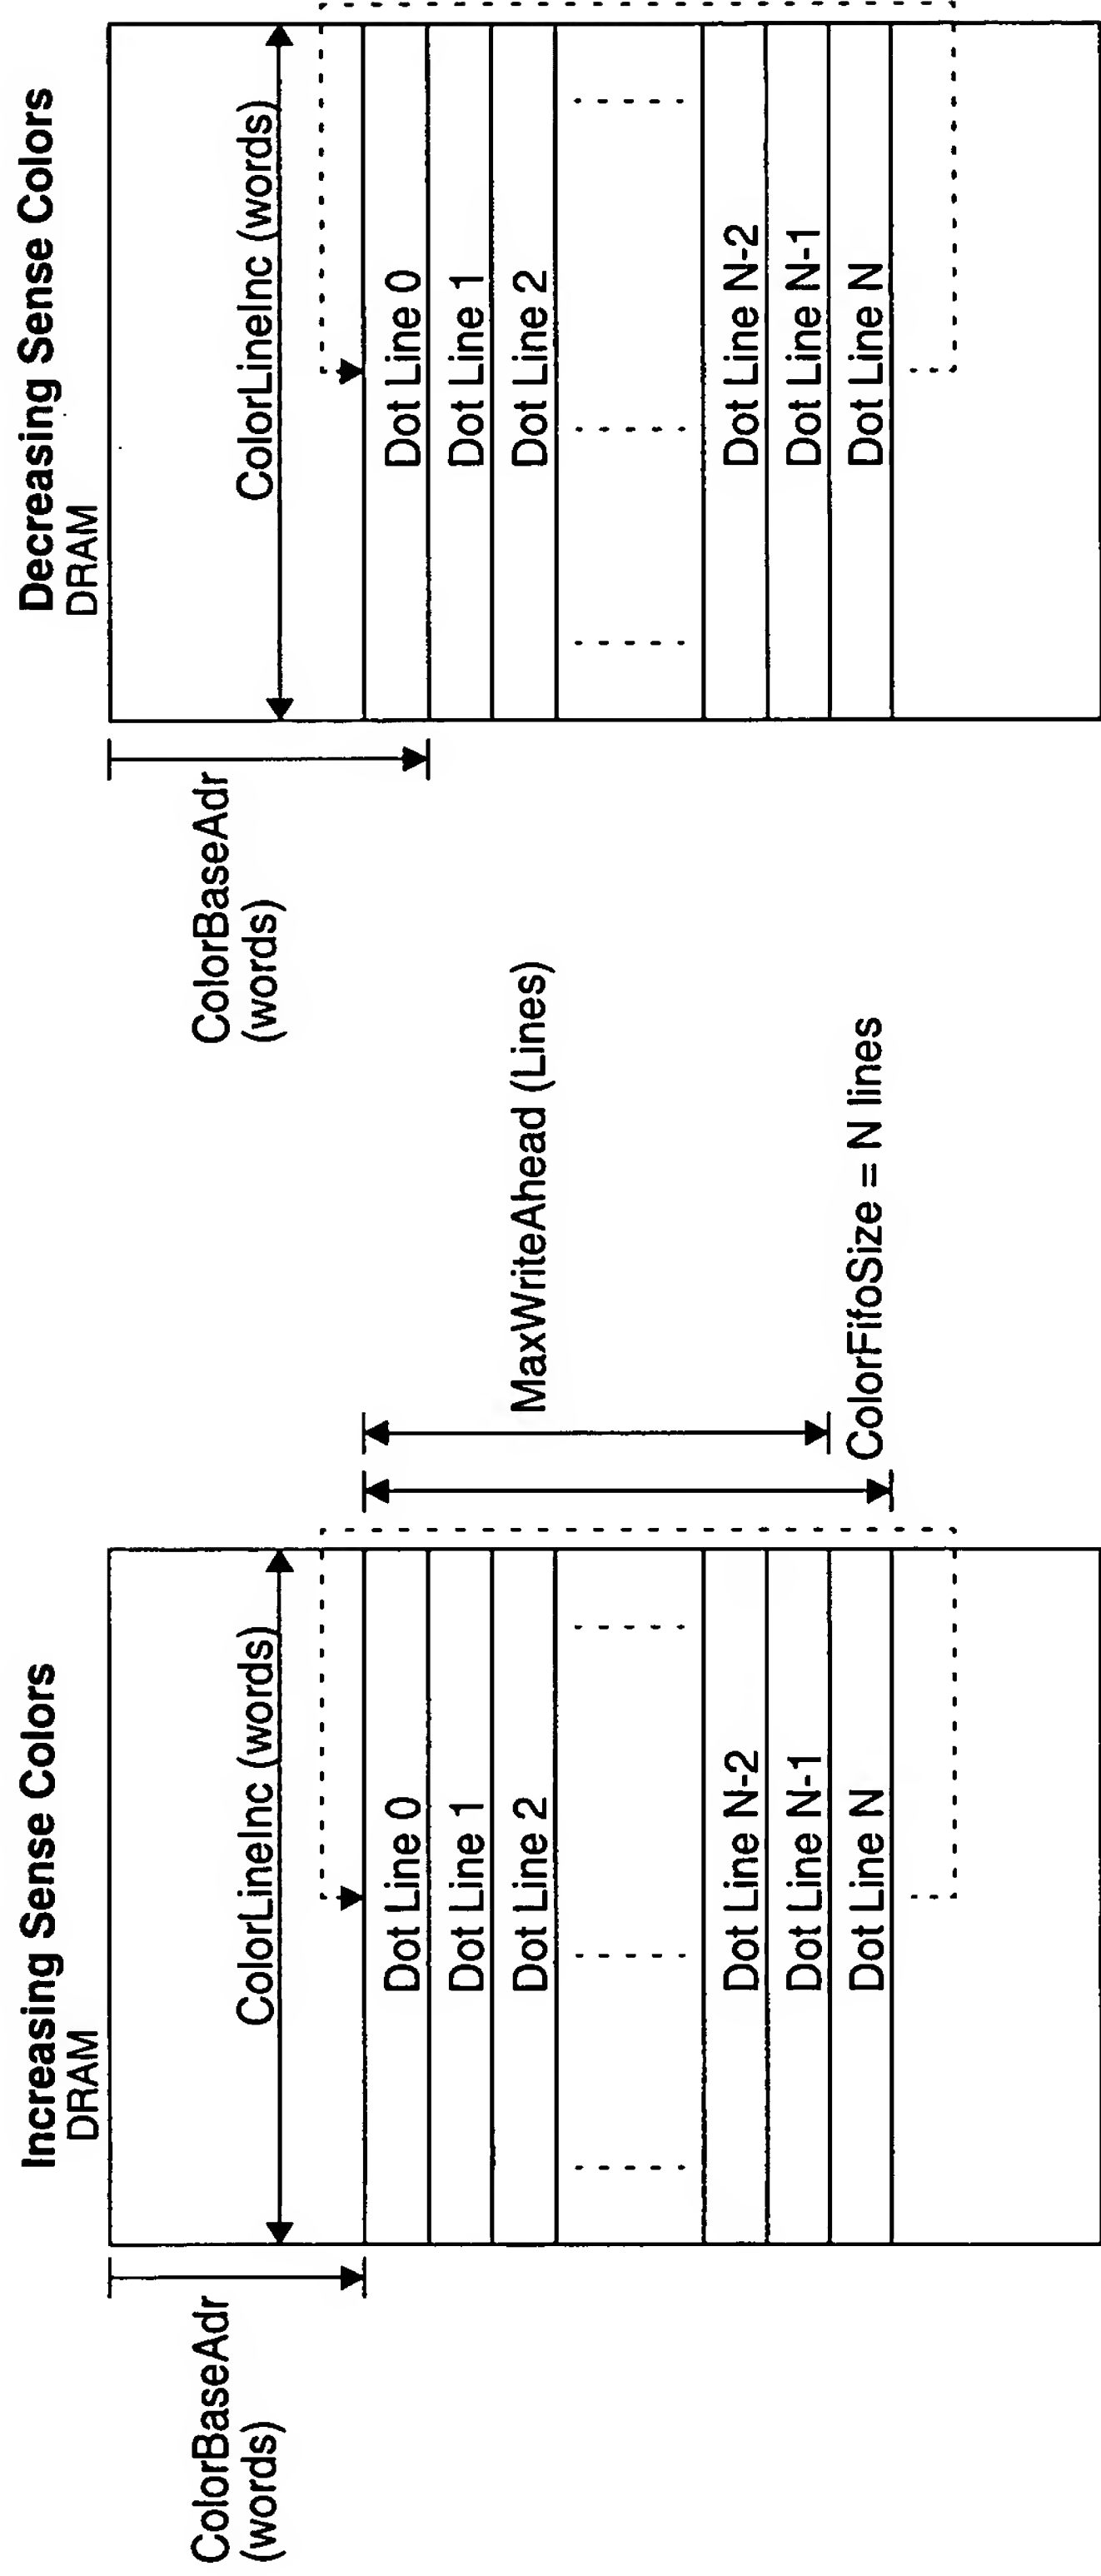 Increasing Sense Colors
DRAM
ColorBaseAdr
(words)
ColorLineInc (words)
Dot Line 0
Dot Line 1
Dot Line 2
Dot Line N-2
Dot Line N-1
Dot Line N
MaxWriteAhead (Lines)
ColorFifoSize = N lines
Decreasing Sense Colors
DRAM
ColorBaseAdr
(words)
ColorLineInc (words)
Dot Line 0
Dot Line 1
Dot Line 2
Dot Line N-2
Dot Line N-1
Dot Line N